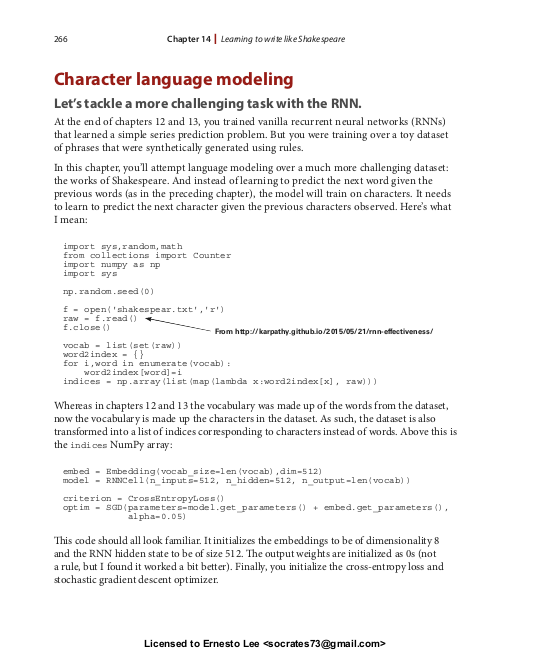 266
Chapter 14 | Learning to write like Shakespeare
Character language modeling
Let's tackle a more challenging task with the RNN.
At the end of chapters 12 and 13, you trained vanilla recurrent neural networks (RNNs)
that learned a simple series prediction problem. But you were training over a toy dataset
of phrases that were synthetically generated using rules.
In this chapter, you'll attempt language modeling over a much more challenging dataset:
the works of Shakespeare. And instead of learning to predict the next word given the
previous words (as in the preceding chapter), the model will train on characters. It needs
to learn to predict the next character given the previous characters observed. Here's what
I mean:
import sys,random,math
from collections import Counter
import numpy as np
import sys
np.random.seed(0)
f = open('shakespear.txt','r')
raw = f.read()
From http://karpathy.github.io/2015/05/21/rnn-effectiveness/
f.close()
vocab = list(set(raw))
word2index = {}
for i,word in enumerate(vocab):
    word2index[word]=i
indices = np.array(list(map(lambda x:word2index[x], raw)))
Whereas in chapters 12 and 13 the vocabulary was made up of the words from the dataset,
now the vocabulary is made up the characters in the dataset. As such, the dataset is also
transformed into a list of indices corresponding to characters instead of words. Above this is
the indices NumPy array:
embed = Embedding(vocab_size=len(vocab),dim=512)
model = RNNCell(n_inputs=512, n_hidden=512, n_output=len(vocab))
criterion = CrossEntropyLoss()
optim = SGD(parameters=model.get_parameters() + embed.get_parameters(),
            alpha=0.05)
This code should all look familiar. It initializes the embeddings to be of dimensionality 8
and the RNN hidden state to be of size 512. The output weights are initialized as 0s (not
a rule, but I found it worked a bit better). Finally, you initialize the cross-entropy loss and
stochastic gradient descent optimizer.
Licensed to Ernesto Lee <socrates73@gmail.com>